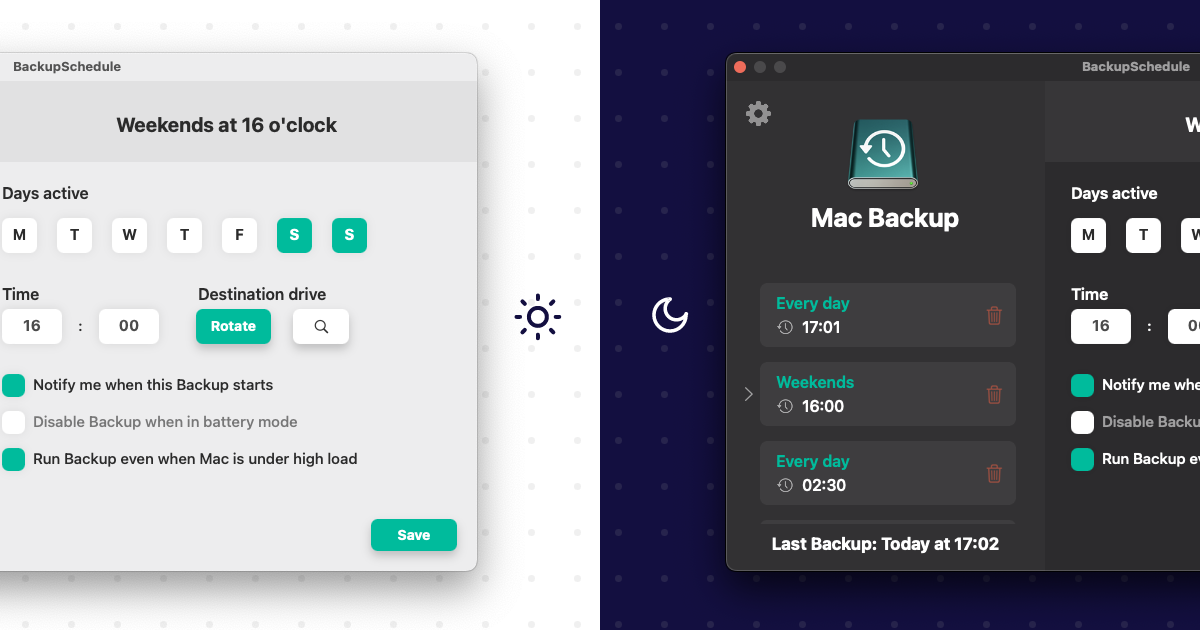 BackupSchedule
Weekends at 16 o'clock
Days active
M T W T F S S
Time
Destination drive
16 : 00
Rotate
Notify me when this Backup starts
Disable Backup when in battery mode
Run Backup even when Mac is under high load
Save
BackupSchedule
Mac Backup
Every day
17:01
Weekends
16:00
Every day
02:30
Last Backup: Today at 17:02
W
Days active
M T W
Time
16 : 00
Notify me whe
Disable Backu
Run Backup ev